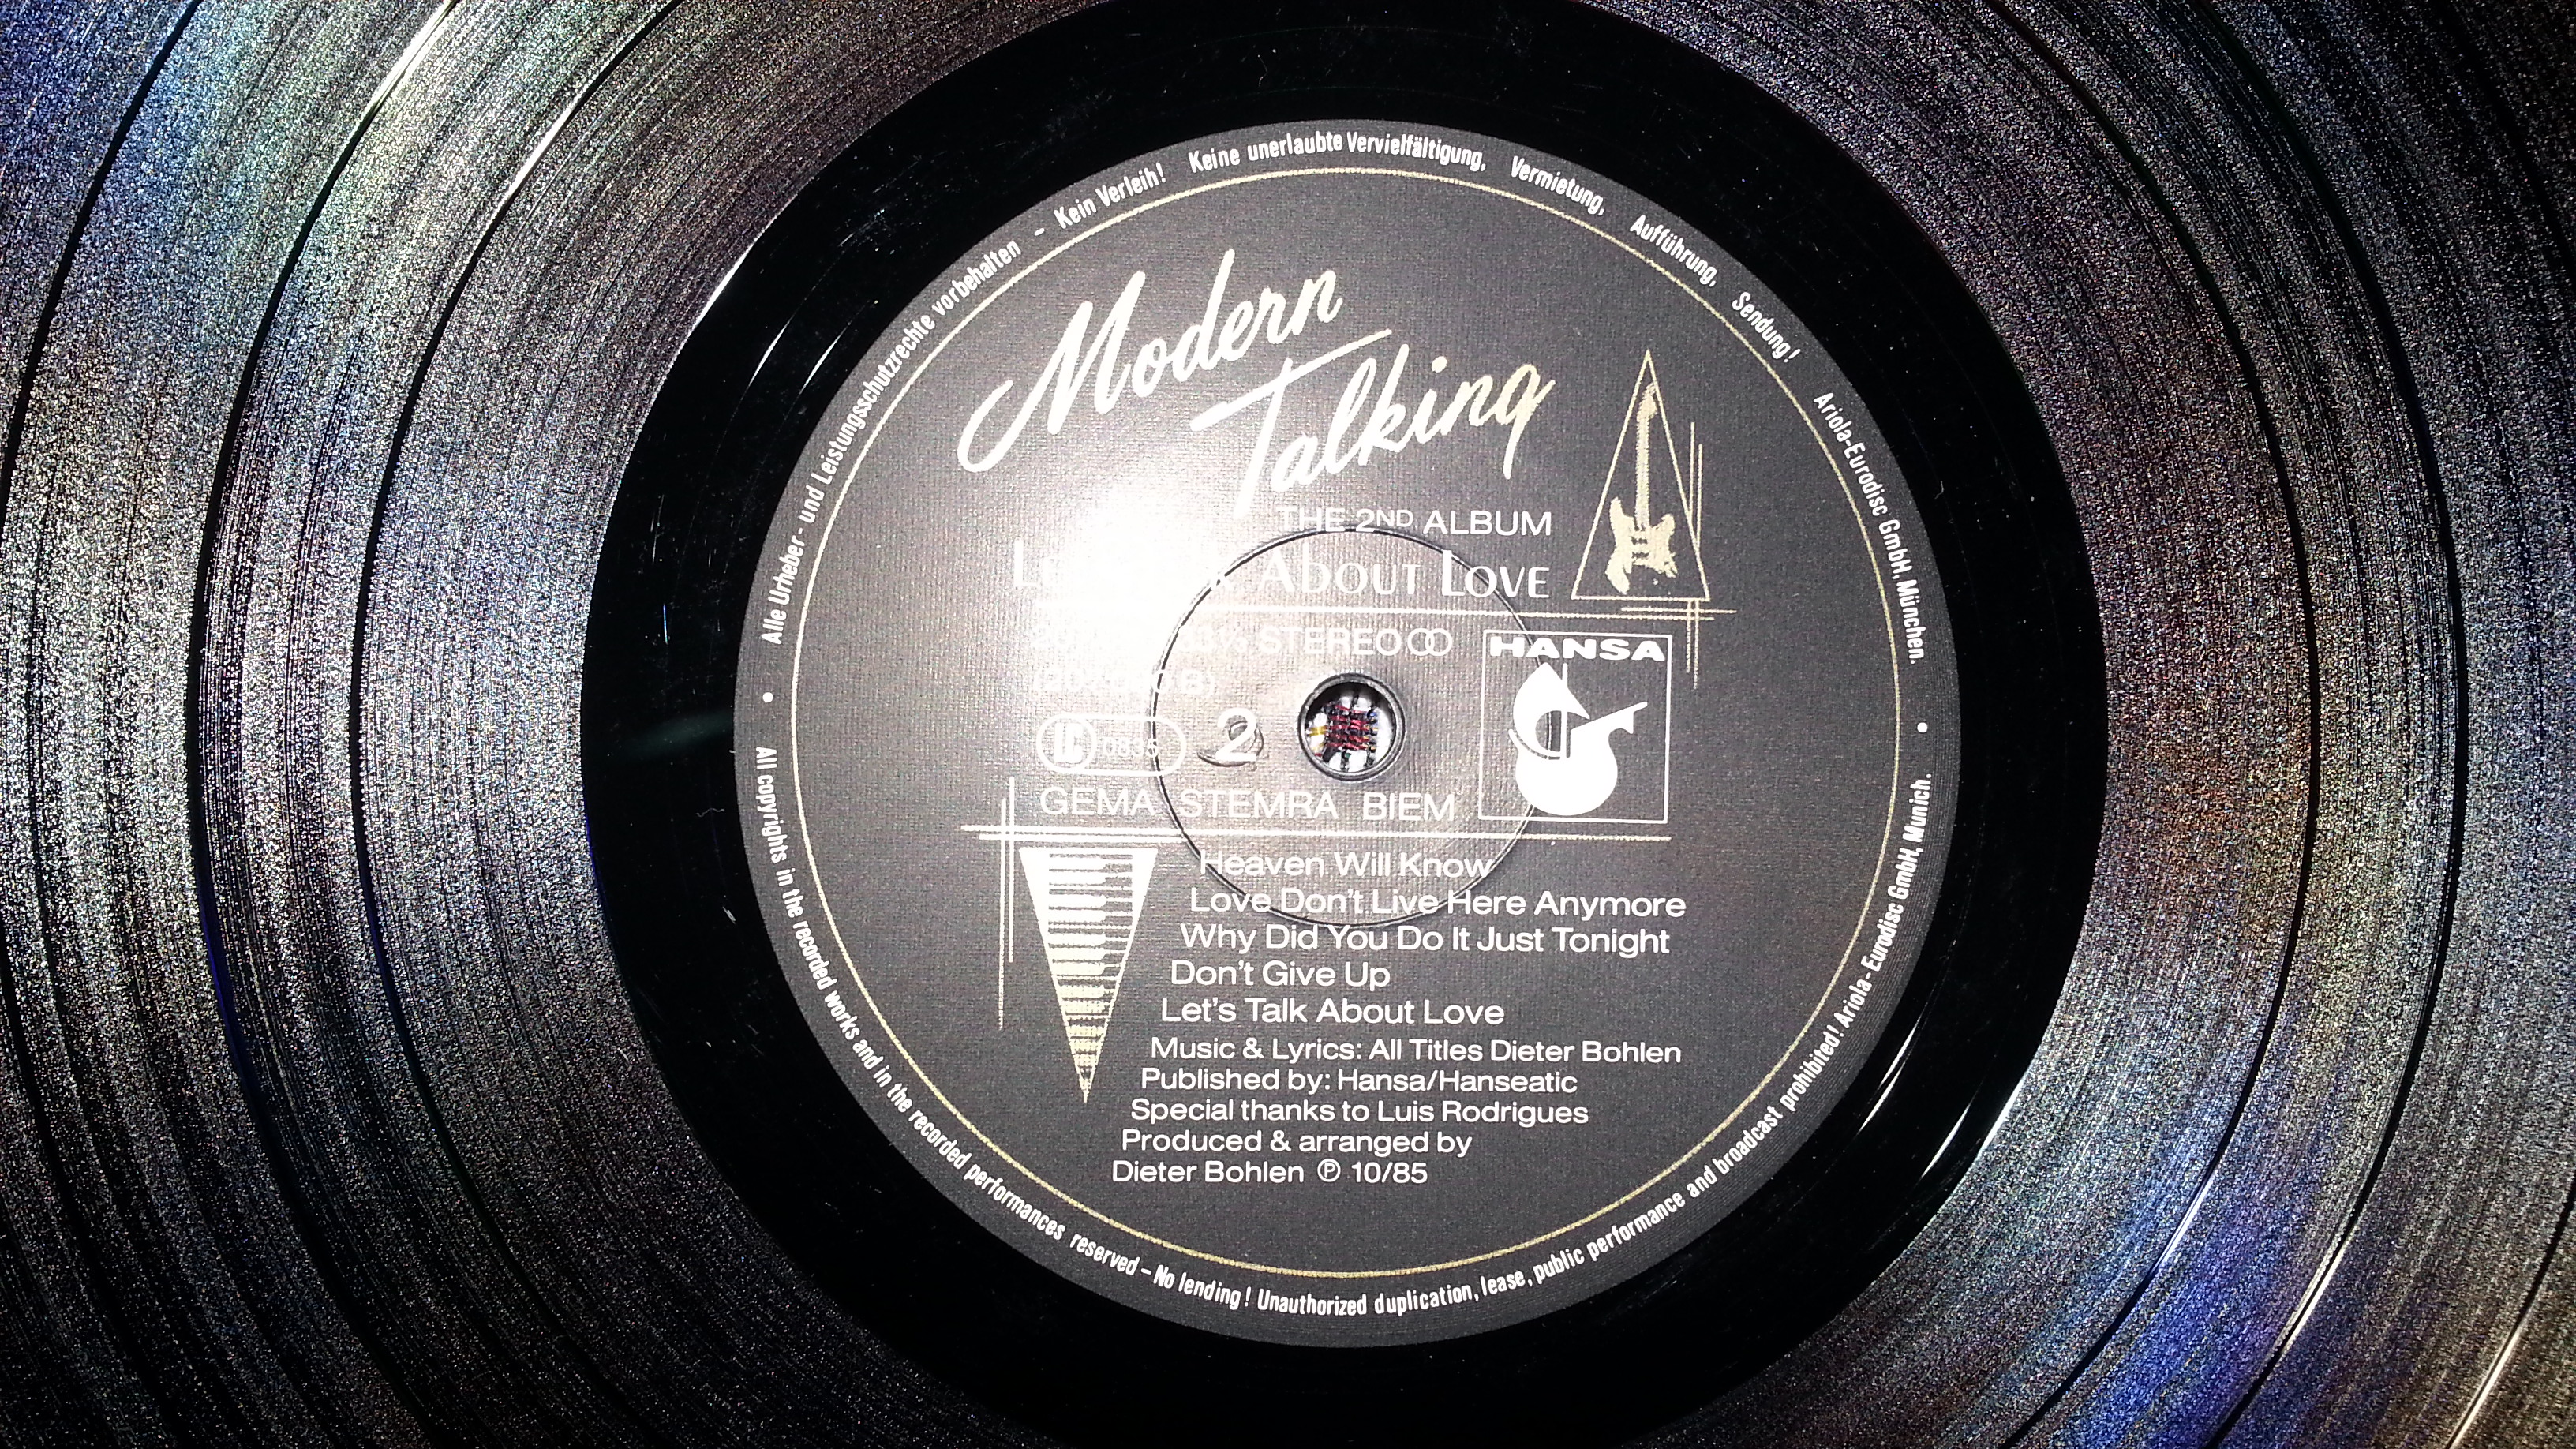 Alle Urheber- und Leistungsschutzrechte vorbehalten - Kein Verleih! Keine unerlaubte Vervielfältigung, Vermietung, Aufführung, Sendung! Ariola-Eurodisc GmbH, München.
Modern
Talking
THE 2ND ALBUM
About Love
STEREO
HANSA
LC
2
GEMA STEMRA BIEM
Heaven Will Know
Love Don't Live Here Anymore
Why Did You Do It Just Tonight
Don't Give Up
Let's Talk About Love
Music & Lyrics: All Titles Dieter Bohlen
Published by: Hansa/Hanseatic
Special thanks to Luis Rodrigues
Produced & arranged by
Dieter Bohlen ℗ 10/85
All copyrights in the recorded works and in the recorded performances reserved - No lending! Unauthorized duplication, lease, public performance and broadcast prohibited! Ariola-Eurodisc GmbH, Munich.